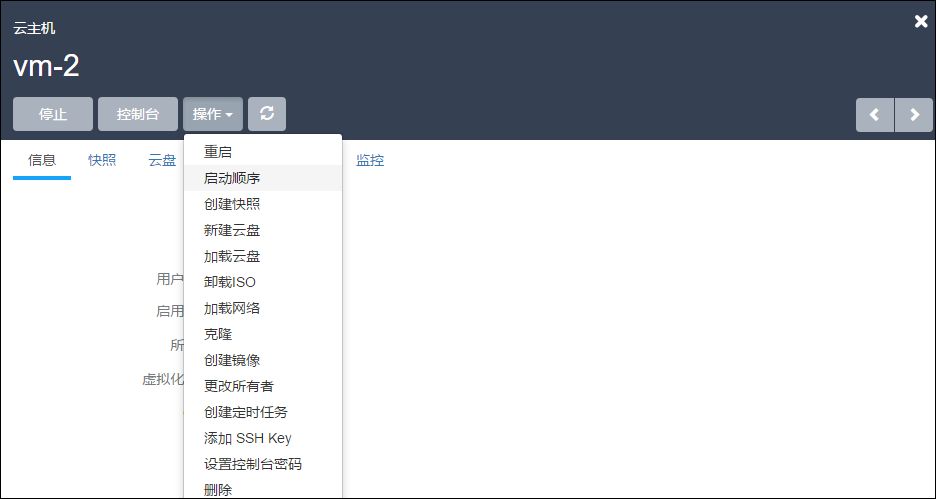 云主机
vm-2
停止 控制台 操作
信息 快照 云盘 监控
重启
启动顺序
创建快照
新建云盘
加载云盘
用户
卸载ISO
启用
加载网络
克隆
所
创建镜像
虚拟化
更改所有者
创建定时任务
添加 SSH Key
设置控制台密码
删除